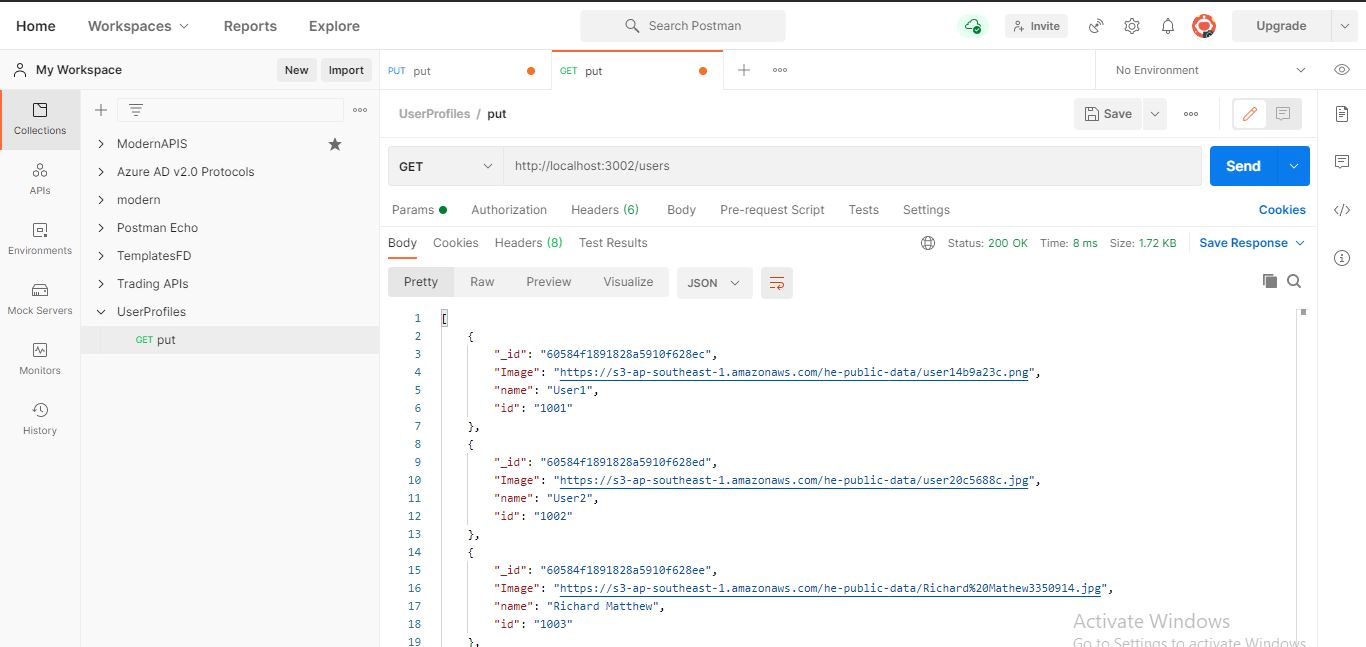 Home Workspaces Reports Explore Search Postman Invite Upgrade
My Workspace New Import PUT put GET put No Environment
UserProfiles / put Save
Collections
ModernAPIS
Azure AD v2.0 Protocols
modern
Postman Echo
TemplatesFD
Trading APIs
UserProfiles
GET put
APIs
Environments
Mock Servers
Monitors
History
GET http://localhost:3002/users Send
Params Authorization Headers (6) Body Pre-request Script Tests Settings Cookies
Body Cookies Headers (8) Test Results Status: 200 OK Time: 8 ms Size: 1.72 KB Save Response
Pretty Raw Preview Visualize JSON
1 [
2 {
3 "_id": "60584f1891828a5910f628ec",
4 "Image": "https://s3-ap-southeast-1.amazonaws.com/he-public-data/user14b9a23c.png",
5 "name": "User1",
6 "id": "1001"
7 },
8 {
9 "_id": "60584f1891828a5910f628ed",
10 "Image": "https://s3-ap-southeast-1.amazonaws.com/he-public-data/user20c5688c.jpg",
11 "name": "User2",
12 "id": "1002"
13 },
14 {
15 "_id": "60584f1891828a5910f628ee",
16 "Image": "https://s3-ap-southeast-1.amazonaws.com/he-public-data/Richard%20Mathew3350914.jpg",
17 "name": "Richard Matthew",
18 "id": "1003"
19 },
Activate Windows
Go to Settings to activate Windows